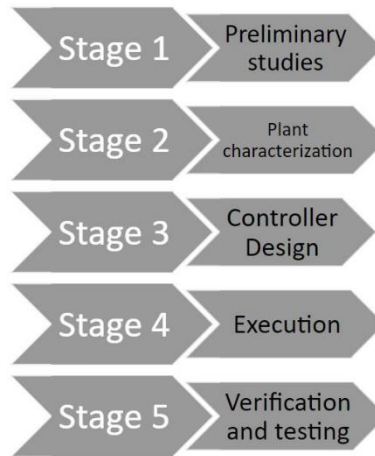 Stage 1
Preliminary
studies
Stage 2
Plant
characterization
Stage 3
Controller
Design
Stage 4
Execution
Stage 5
Verification
and testing